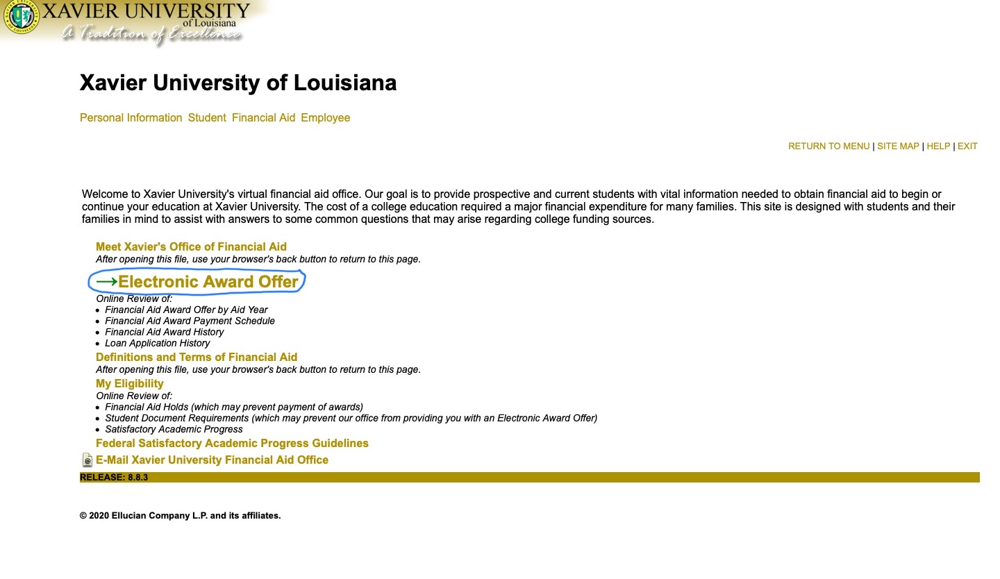 XAVIER UNIVERSITY
of Louisiana
A Tradition of Excellence
Xavier University of Louisiana
Personal Information Student Financial Aid Employee
RETURN TO MENU | SITE MAP | HELP | EXIT
Welcome to Xavier University's virtual financial aid office. Our goal is to provide prospective and current students with vital information needed to obtain financial aid to begin or
continue your education at Xavier University. The cost of a college education required a major financial expenditure for many families. This site is designed with students and their
families in mind to assist with answers to some common questions that may arise regarding college funding sources.
Meet Xavier's Office of Financial Aid
After opening this file, use your browser's back button to return to this page.
→Electronic Award Offer
Online Review of:
• Financial Aid Award Offer by Aid Year
• Financial Aid Award Payment Schedule
• Financial Aid Award History
• Loan Application History
Definitions and Terms of Financial Aid
After opening this file, use your browser's back button to return to this page.
My Eligibility
Online Review of:
• Financial Aid Holds (which may prevent payment of awards)
• Student Document Requirements (which may prevent our office from providing you with an Electronic Award Offer)
• Satisfactory Academic Progress
Federal Satisfactory Academic Progress Guidelines
E-Mail Xavier University Financial Aid Office
RELEASE: 8.8.3
© 2020 Ellucian Company L.P. and its affiliates.